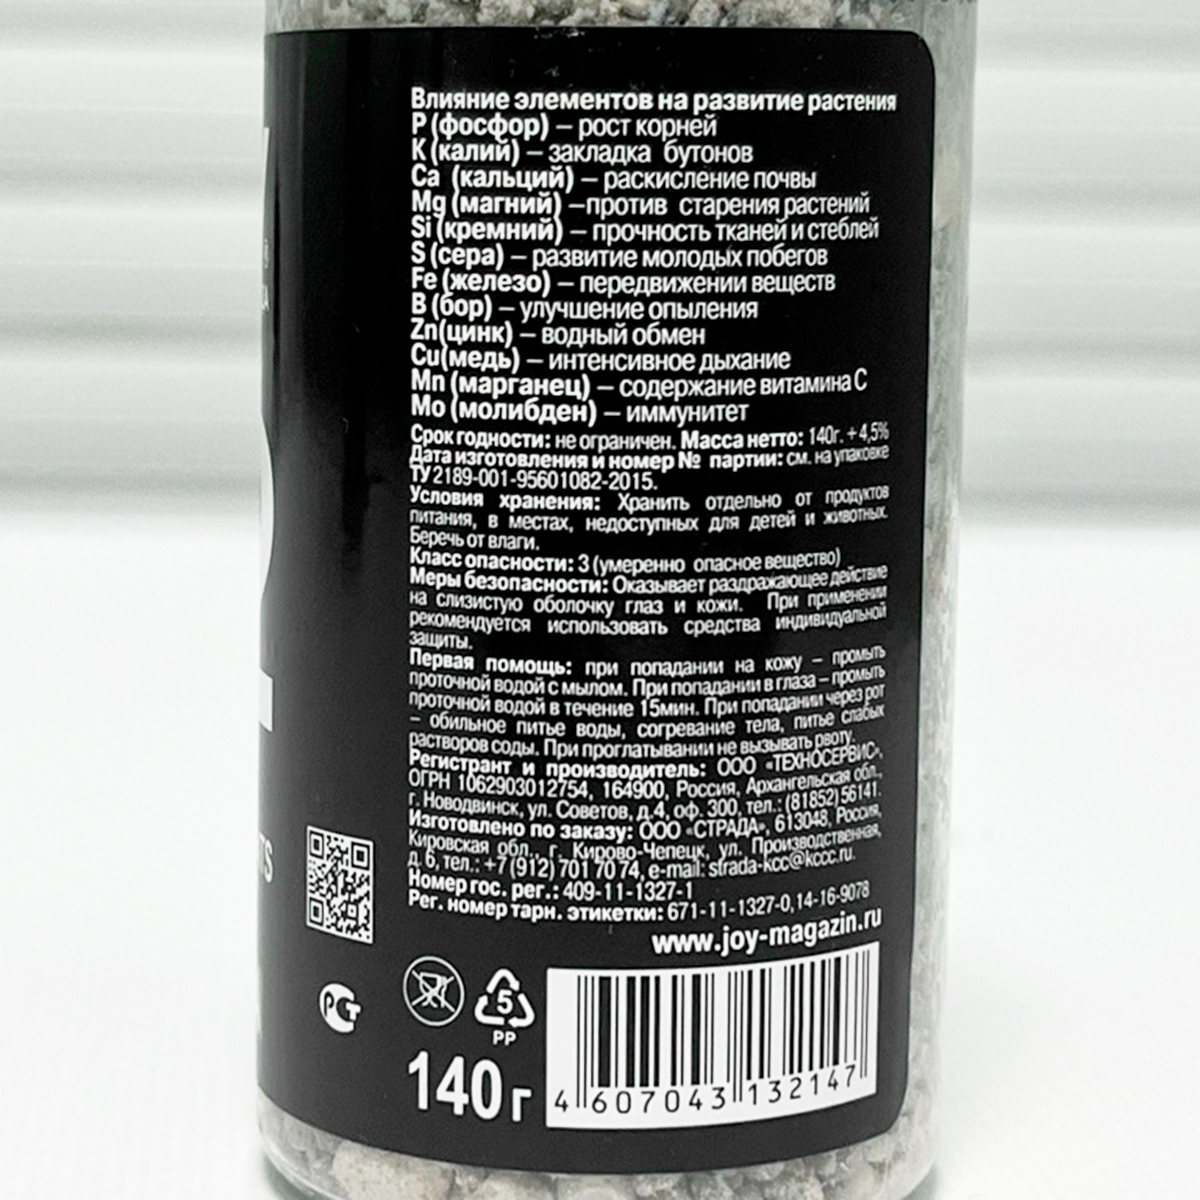 Влияние элементов на развитие растения
P (фосфор) – рост корней
K (калий) – закладка бутонов
Ca (кальций) – раскисление почвы
Mg (магний) –против старения растений
Si (кремний) – прочность тканей и стеблей
S (сера) – развитие молодых побегов
Fe (железо) – передвижении веществ
B (бор) – улучшение опыления
Zn(цинк) – водный обмен
Cu(медь) – интенсивное дыхание
Mn (марганец) – содержание витамина C
Mo (молибден) – иммунитет
Срок годности: не ограничен. Масса нетто: 140г. +4,5%
Дата изготовления и номер № партии: см. на упаковке
ТУ 2189-001-95601082-2015.
Условия хранения: Хранить отдельно от продуктов
питания, в местах, недоступных для детей и животных.
Беречь от влаги.
Класс опасности: 3 (умеренно опасное вещество)
Меры безопасности: Оказывает раздражающее действие
на слизистую оболочку глаз и кожи. При применении
рекомендуется использовать средства индивидуальной
защиты.
Первая помощь: при попадании на кожу – промыть
проточной водой с мылом. При попадании в глаза – промыть
проточной водой в течение 15мин. При попадании через рот
– обильное питье воды, согревание тела, питье слабых
растворов соды. При проглатывании не вызывать рвоту.
Регистрант и производитель: ООО «ТЕХНОСЕРВИС»,
ОГРН 1062903012754, 164900, Россия, Архангельская обл.,
г. Новодвинск, ул. Советов, д.4, оф. 300, тел.: (81852) 56141.
Изготовлено по заказу: ООО «СТРАДА», 613048, Россия,
Кировская обл., г. Кирово-Чепецк, ул. Производственная,
д. 6, тел.: +7 (912) 701 70 74, e-mail: strada-kcc@kccc.ru.
Номер гос. рег.: 409-11-1327-1
Рег. номер тарн. этикетки: 671-11-1327-0,14-16-9078
www.joy-magazin.ru
TS
РСТ
5
PP
140 г
4 607043 132147